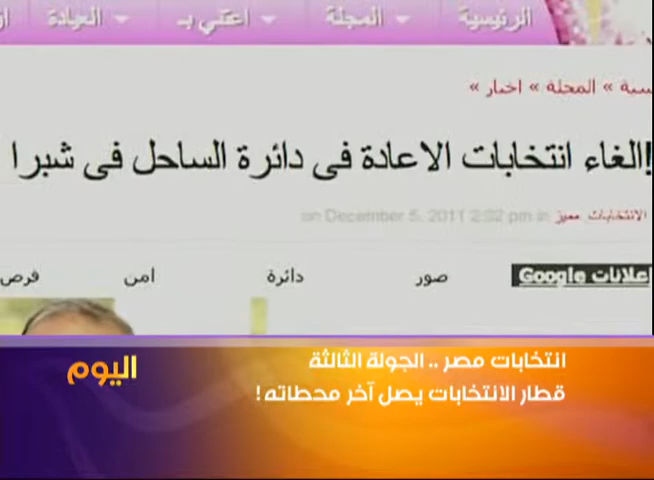 الرئيسية المجلة اعتني بـ العيادة
» المجلة » اخبار »
!الغاء انتخابات الاعادة فى دائرة الساحل فى شبرا
on December 5, 2011 2:02 pm in الانتخابات, مميز
إعلانات Google صور دائرة امن فرص
انتخابات مصر .. الجولة الثالثة
قطار الانتخابات يصل آخر محطاته !
اليوم